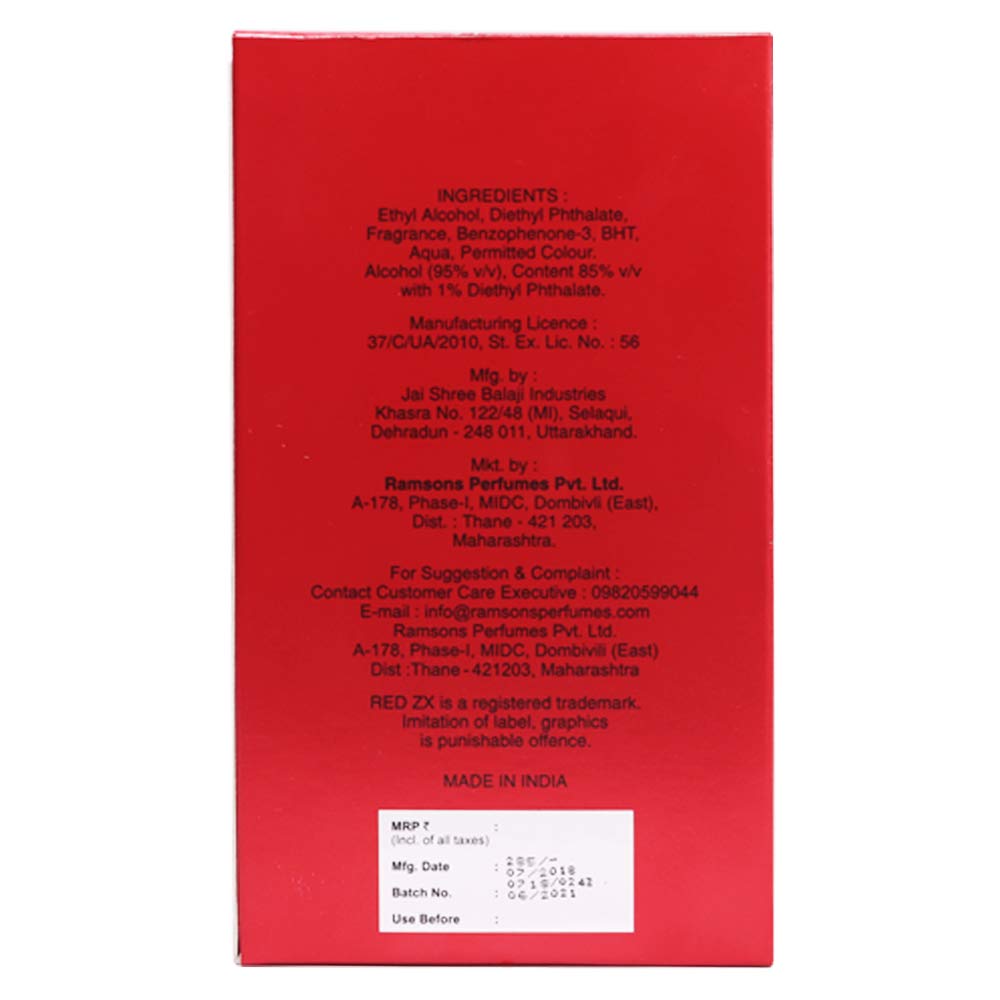 INGREDIENTS :
Ethyl Alcohol, Diethyl Phthalate,
Fragrance, Benzophenone-3, BHT,
Aqua, Permitted Colour.
Alcohol (95% v/v), Content 85% v/v
with 1% Diethyl Phthalate.
Manufacturing Licence :
37/C/UA/2010, St. Ex. Lic. No. : 56
Mfg. by :
Jai Shree Balaji Industries
Khasra No. 122/48 (MI), Selaqui,
Dehradun - 248 011, Uttarakhand.
Mkt. by :
Ramsons Perfumes Pvt. Ltd.
A-178, Phase-I, MIDC, Dombivli (East),
Dist. : Thane - 421 203,
Maharashtra.
For Suggestion & Complaint :
Contact Customer Care Executive : 09820599044
E-mail : info@ramsonsperfumes.com
Ramsons Perfumes Pvt. Ltd.
A-178, Phase-I, MIDC, Dombivili (East)
Dist :Thane - 421203, Maharashtra
RED ZX is a registered trademark.
Imitation of label, graphics
is punishable offence.
MADE IN INDIA
MRP ₹ :
(Incl. of all taxes)
285/-
Mfg. Date : 07/2018
0718/0242
Batch No. : 06/2021
Use Before :